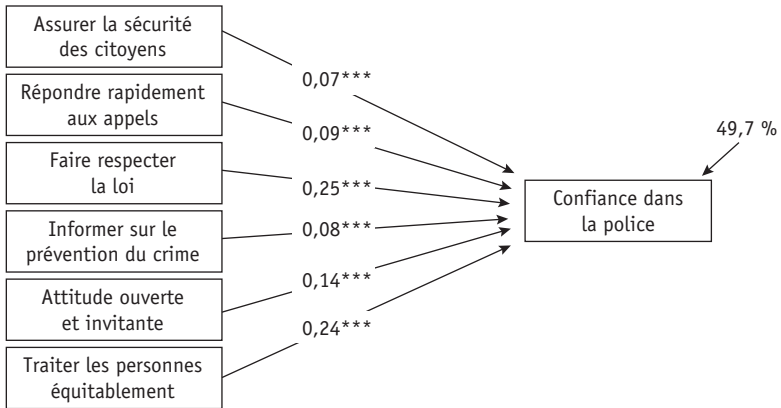 Assurer la sécurité
des citoyens
0,07***
Répondre rapidement
aux appels
0,09***
49,7 %
Faire respecter
la loi
0,25***
Confiance dans
la police
Informer sur le
prévention du crime
0,08***
Attitude ouverte
et invitante
0,14***
Traiter les personnes
équitablement
0,24***